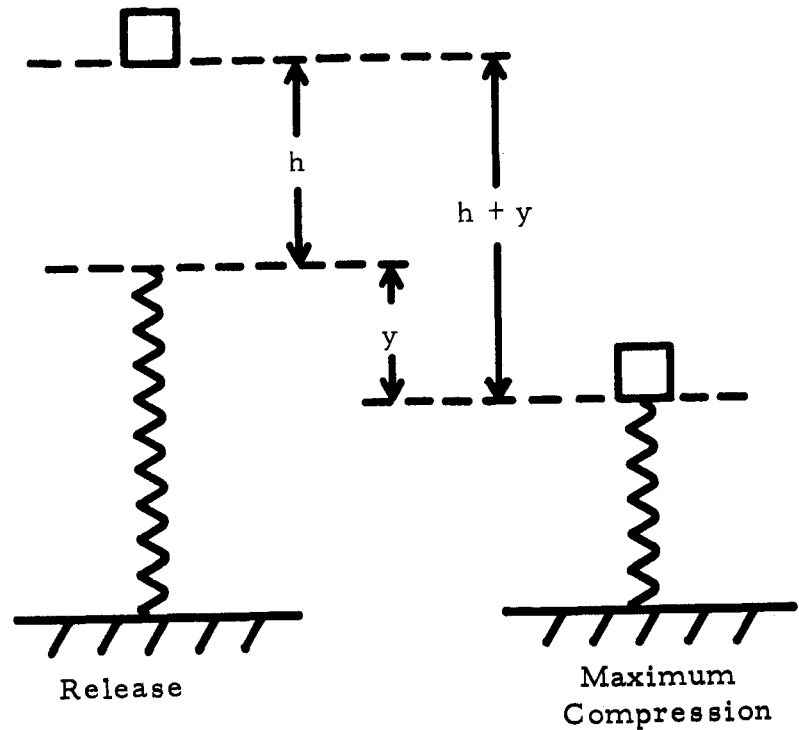 h
h + y
y
Release
Maximum
Compression